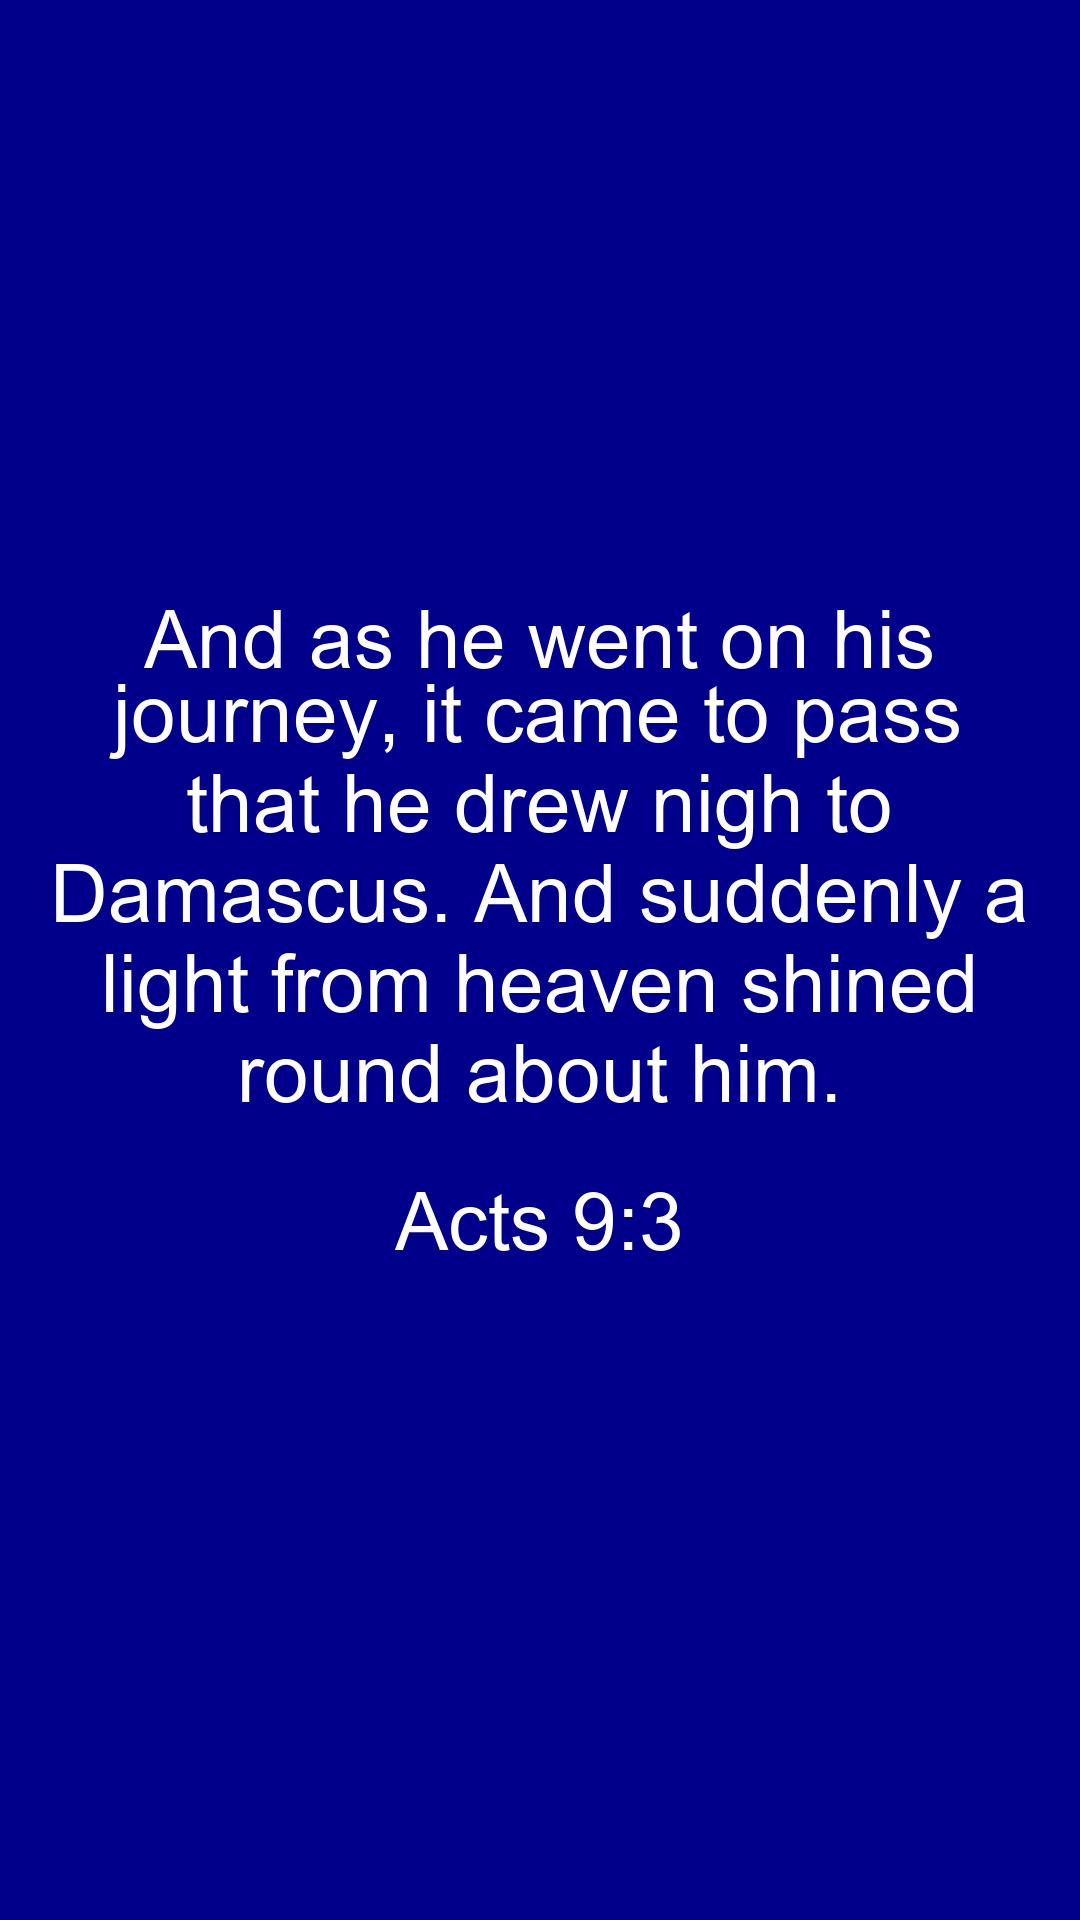 And as he went on his
journey, it came to pass
that he drew nigh to
Damascus. And suddenly a
light from heaven shined
round about him.
Acts 9:3